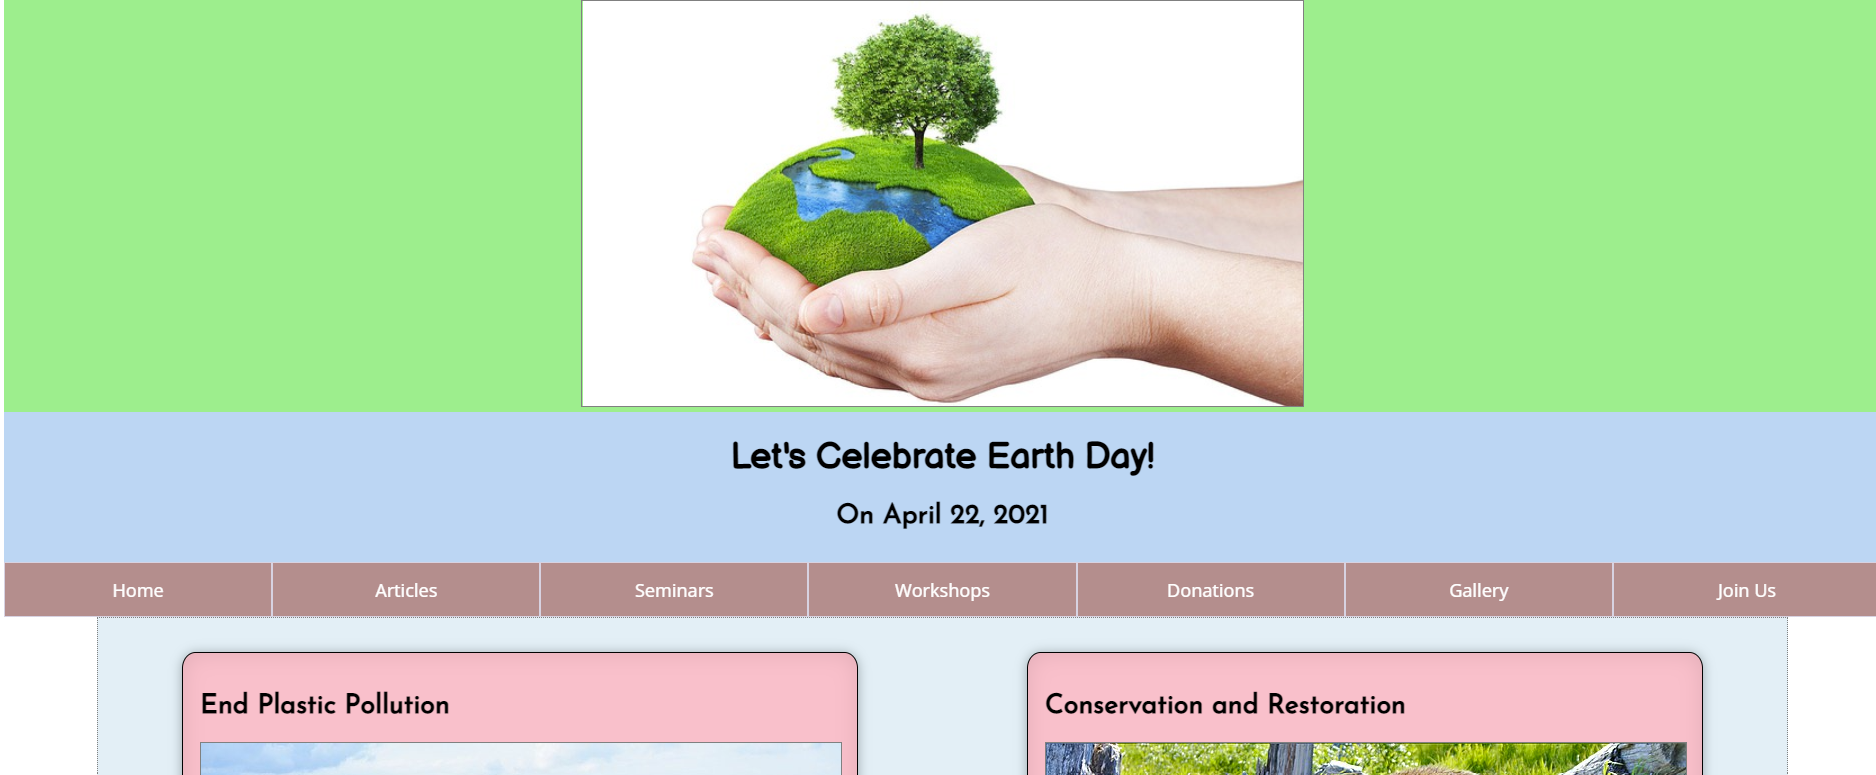 Let's Celebrate Earth Day!
On April 22, 2021
Home Articles Seminars Workshops Donations Gallery Join Us
End Plastic Pollution
Conservation and Restoration